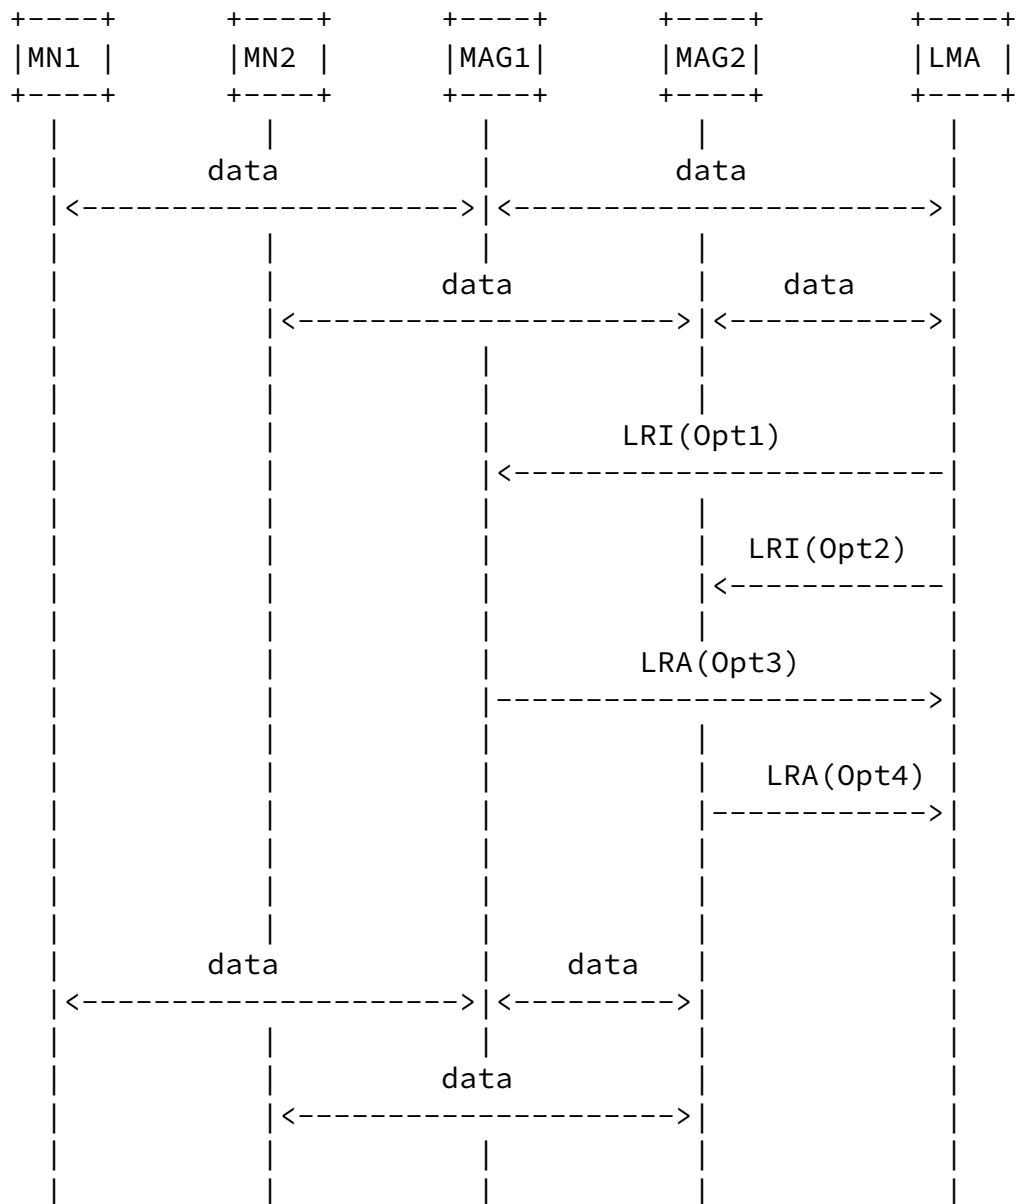 MN1 MN2 MAG1 MAG2 LMA
data data
data data
LRI(Opt1)
LRI(Opt2)
LRA(Opt3)
LRA(Opt4)
data data
data